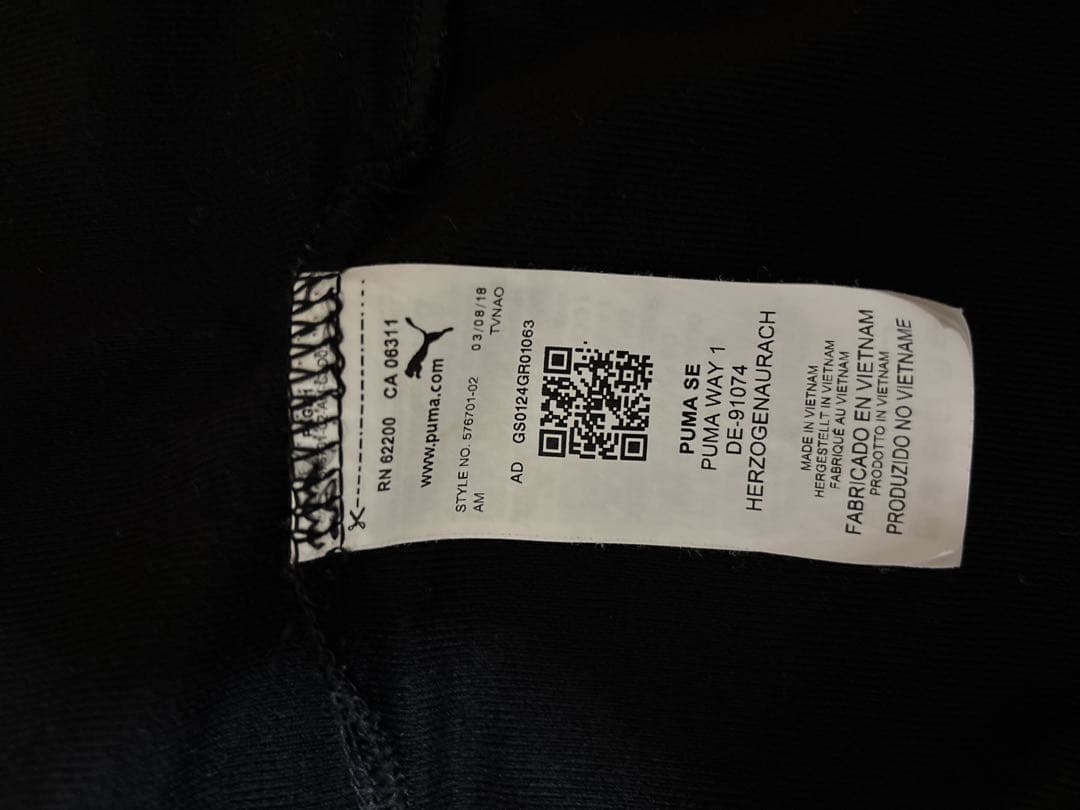 RN 62200 CA 06311
www.puma.com
STYLE NO. 576701-02 03/08/18
AM TVNAO
AD GS0124GR01063
PUMA SE
PUMA WAY 1
DE-91074
HERZOGENAURACH
MADE IN VIETNAM
HERGESTELLT IN VIETNAM
FABRIQUÉ AU VIETNAM
FABRICADO EN VIETNAM
PRODOTTO IN VIETNAM
PRODUZIDO NO VIETNAME